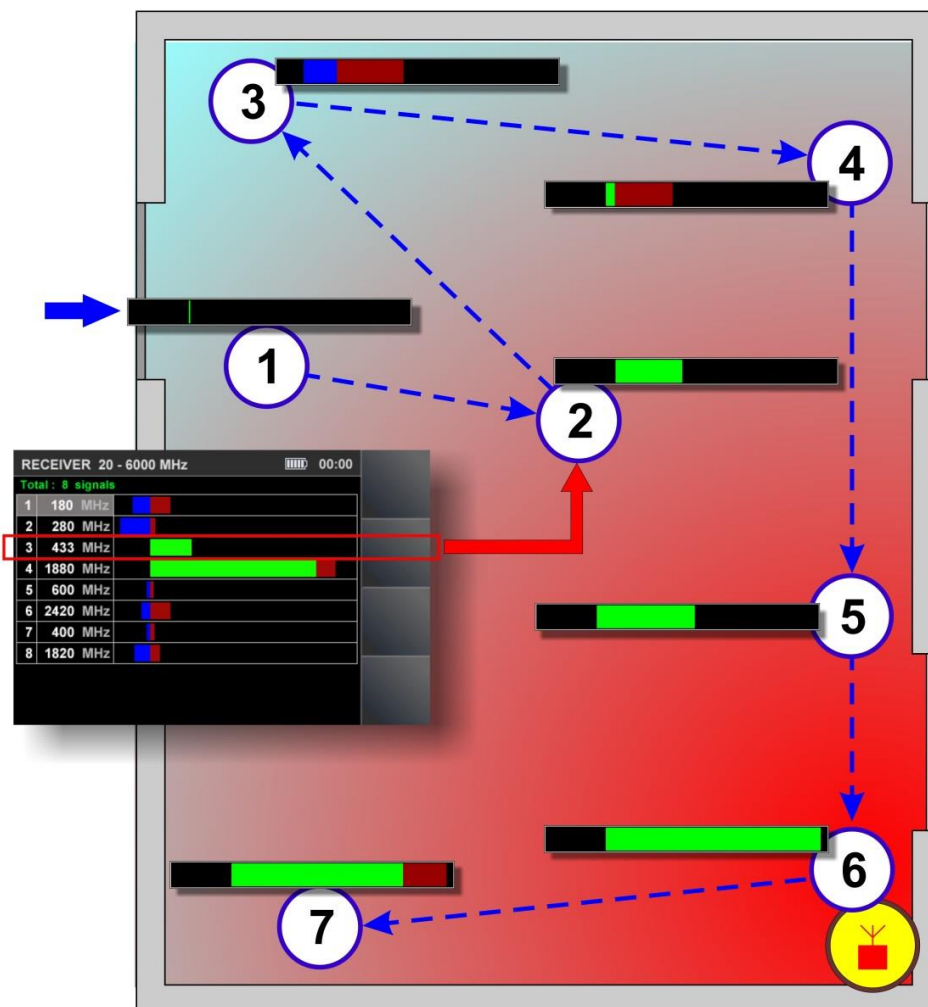 3
4
1
2
RECEIVER 20 - 6000 MHz 00:00
Total : 8 signals
1 180 MHz
2 280 MHz
3 433 MHz
4 1880 MHz
5 600 MHz
6 2420 MHz
7 400 MHz
8 1820 MHz
5
6
7